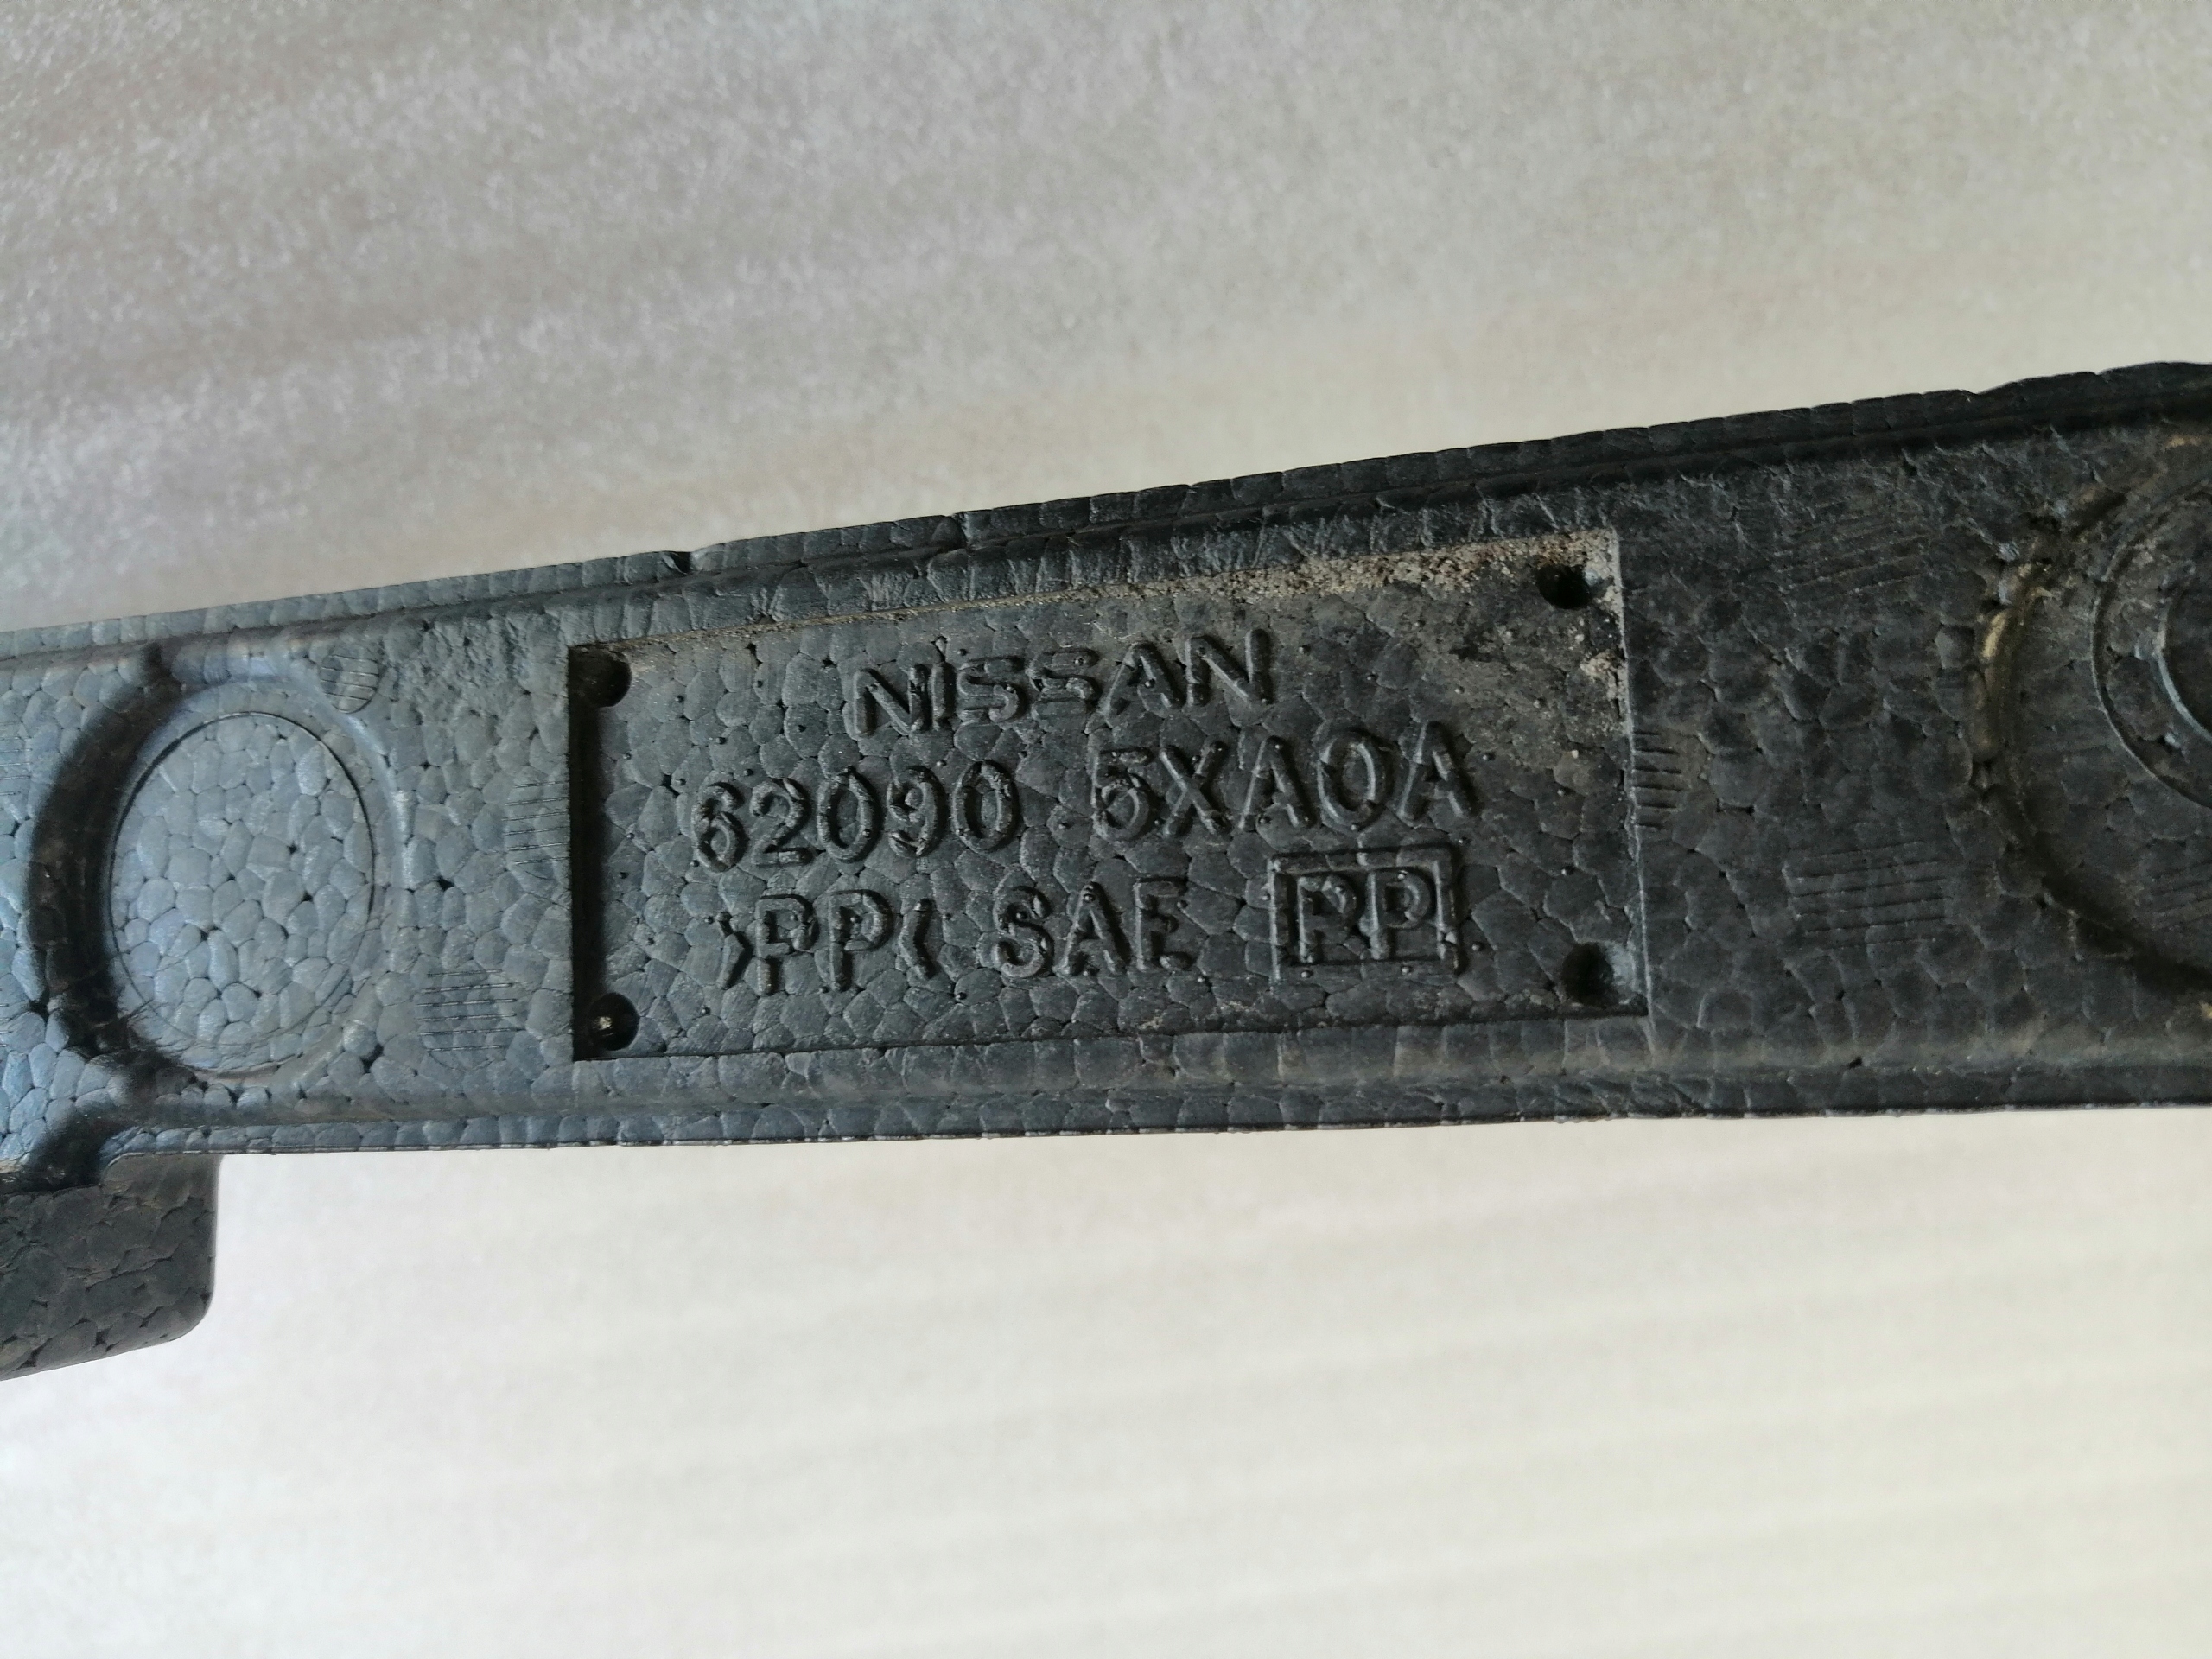 NISSAN
62090 5XA0A
>PP< SAE PP